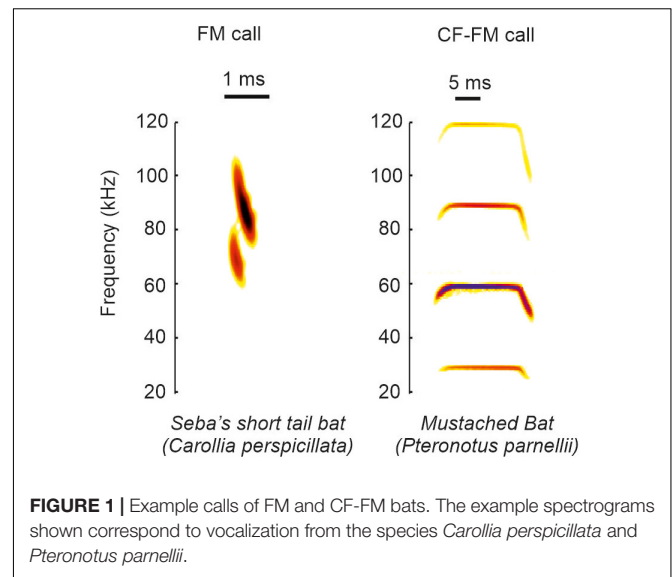 FM call
CF-FM call
1 ms
5 ms
Frequency (kHz)
120
100
80
60
40
20
120
100
80
60
40
20
Seba's short tail bat
(Carollia perspicillata)
Mustached Bat
(Pteronotus parnellii)
FIGURE 1 | Example calls of FM and CF-FM bats. The example spectrograms
shown correspond to vocalization from the species Carollia perspicillata and
Pteronotus parnellii.